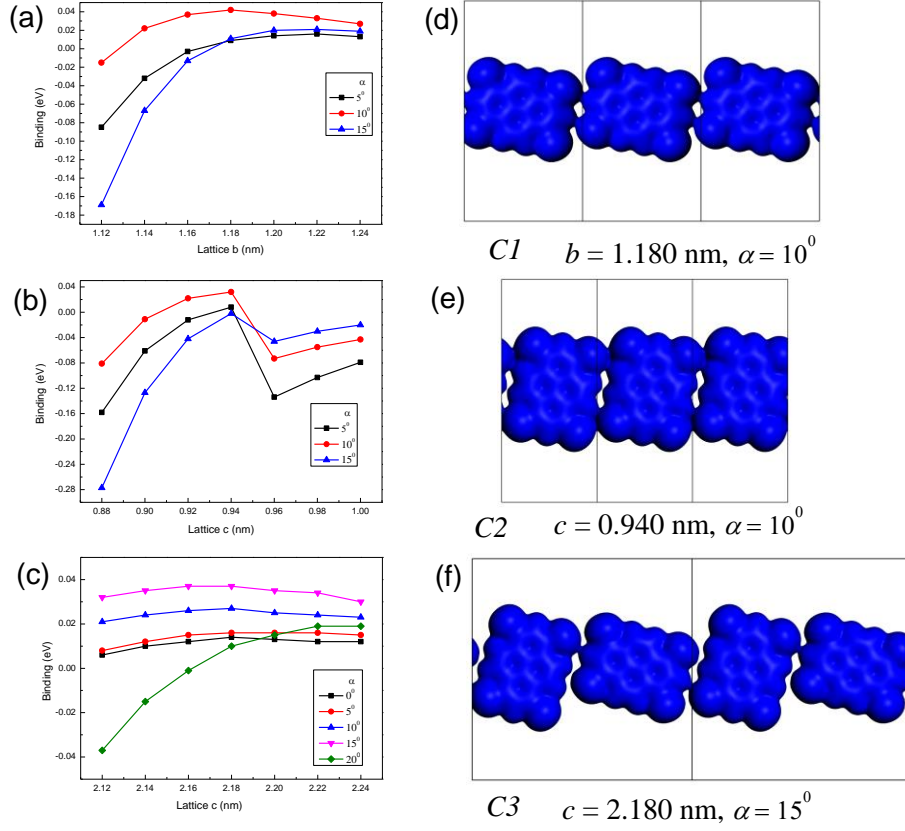 (a)
0.04
0.02
0.00
-0.02
-0.04
-0.06
-0.08
-0.10
-0.12
-0.14
-0.16
-0.18
Binding (eV)
α
5⁰
10⁰
15⁰
1.12 1.14 1.16 1.18 1.20 1.22 1.24
Lattice b (nm)
(d)
C1 b = 1.180 nm, α = 10⁰
(b)
0.04
0.00
-0.04
-0.08
-0.12
-0.16
-0.20
-0.24
-0.28
Binding (eV)
α
5⁰
10⁰
15⁰
0.88 0.90 0.92 0.94 0.96 0.98 1.00
Lattice c (nm)
(e)
C2 c = 0.940 nm, α = 10⁰
(c)
0.04
0.02
0.00
-0.02
-0.04
Binding (eV)
α
0⁰
5⁰
10⁰
15⁰
20⁰
2.12 2.14 2.16 2.18 2.20 2.22 2.24
Lattice c (nm)
(f)
C3 c = 2.180 nm, α = 15⁰